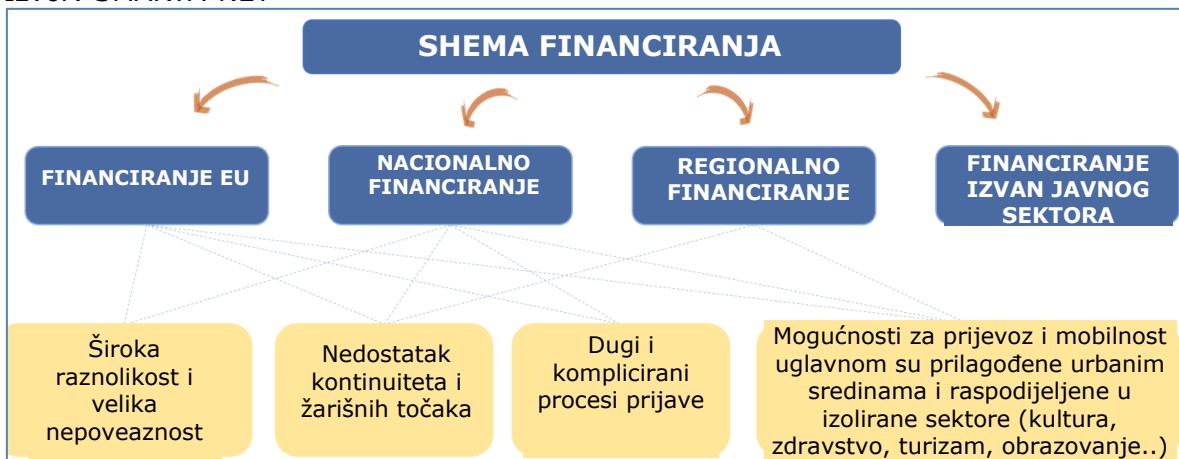 SHEMA FINANCIRANJA
FINANCIRANJE EU
NACIONALNO
FINANCIRANJE
REGIONALNO
FINANCIRANJE
FINANCIRANJE
IZVAN JAVNOG
SEKTORA
Široka
raznolikost i
velika
nepoveaznost
Nedostatak
kontinuiteta i
žarišnih točaka
Dugi i
komplicirani
procesi prijave
Mogućnosti za prijevoz i mobilnost
uglavnom su prilagođene urbanim
sredinama i raspodijeljene u
izolirane sektore (kultura,
zdravstvo, turizam, obrazovanje..)